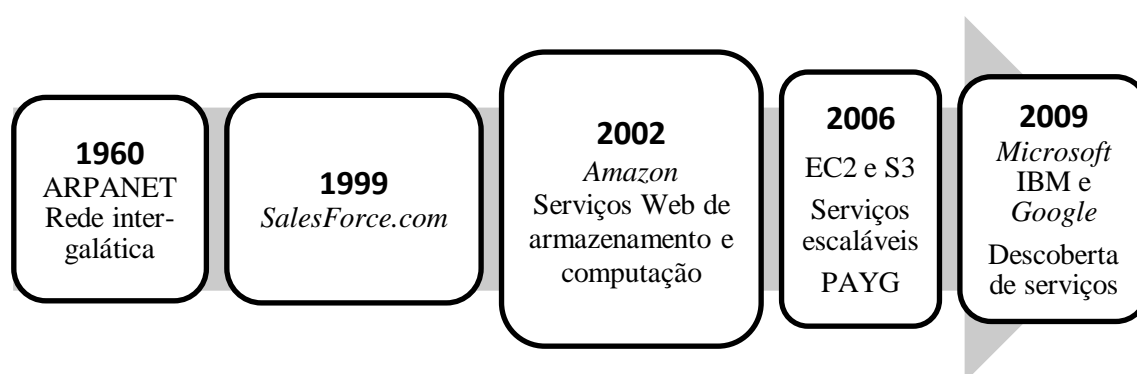 1960
ARPANET
Rede inter-
galática
1999
SalesForce.com
2002
Amazon
Serviços Web de
armazenamento e
computação
2006
EC2 e S3
Serviços
escaláveis
PAYG
2009
Microsoft
IBM e
Google
Descoberta
de serviços